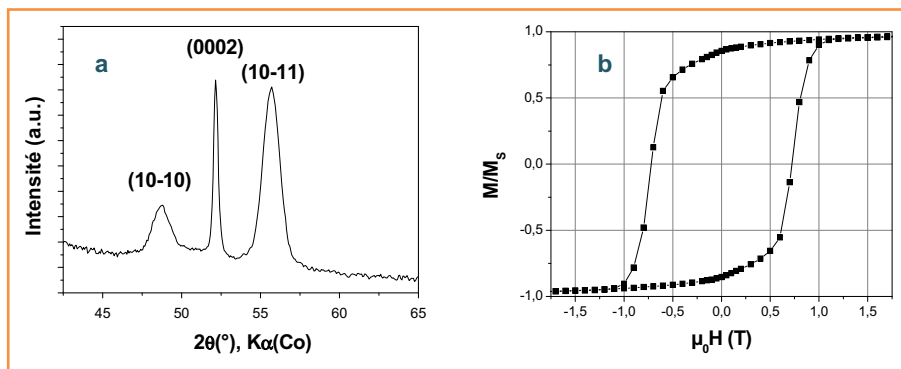 a
(0002)
(10-11)
(10-10)
Intensité (a.u.)
45 50 55 60 65
2θ(°), Kα(Co)
b
1,0
0,5
0,0
-0,5
-1,0
M/MS
-1,5 -1,0 -0,5 0,0 0,5 1,0 1,5
µ0H (T)